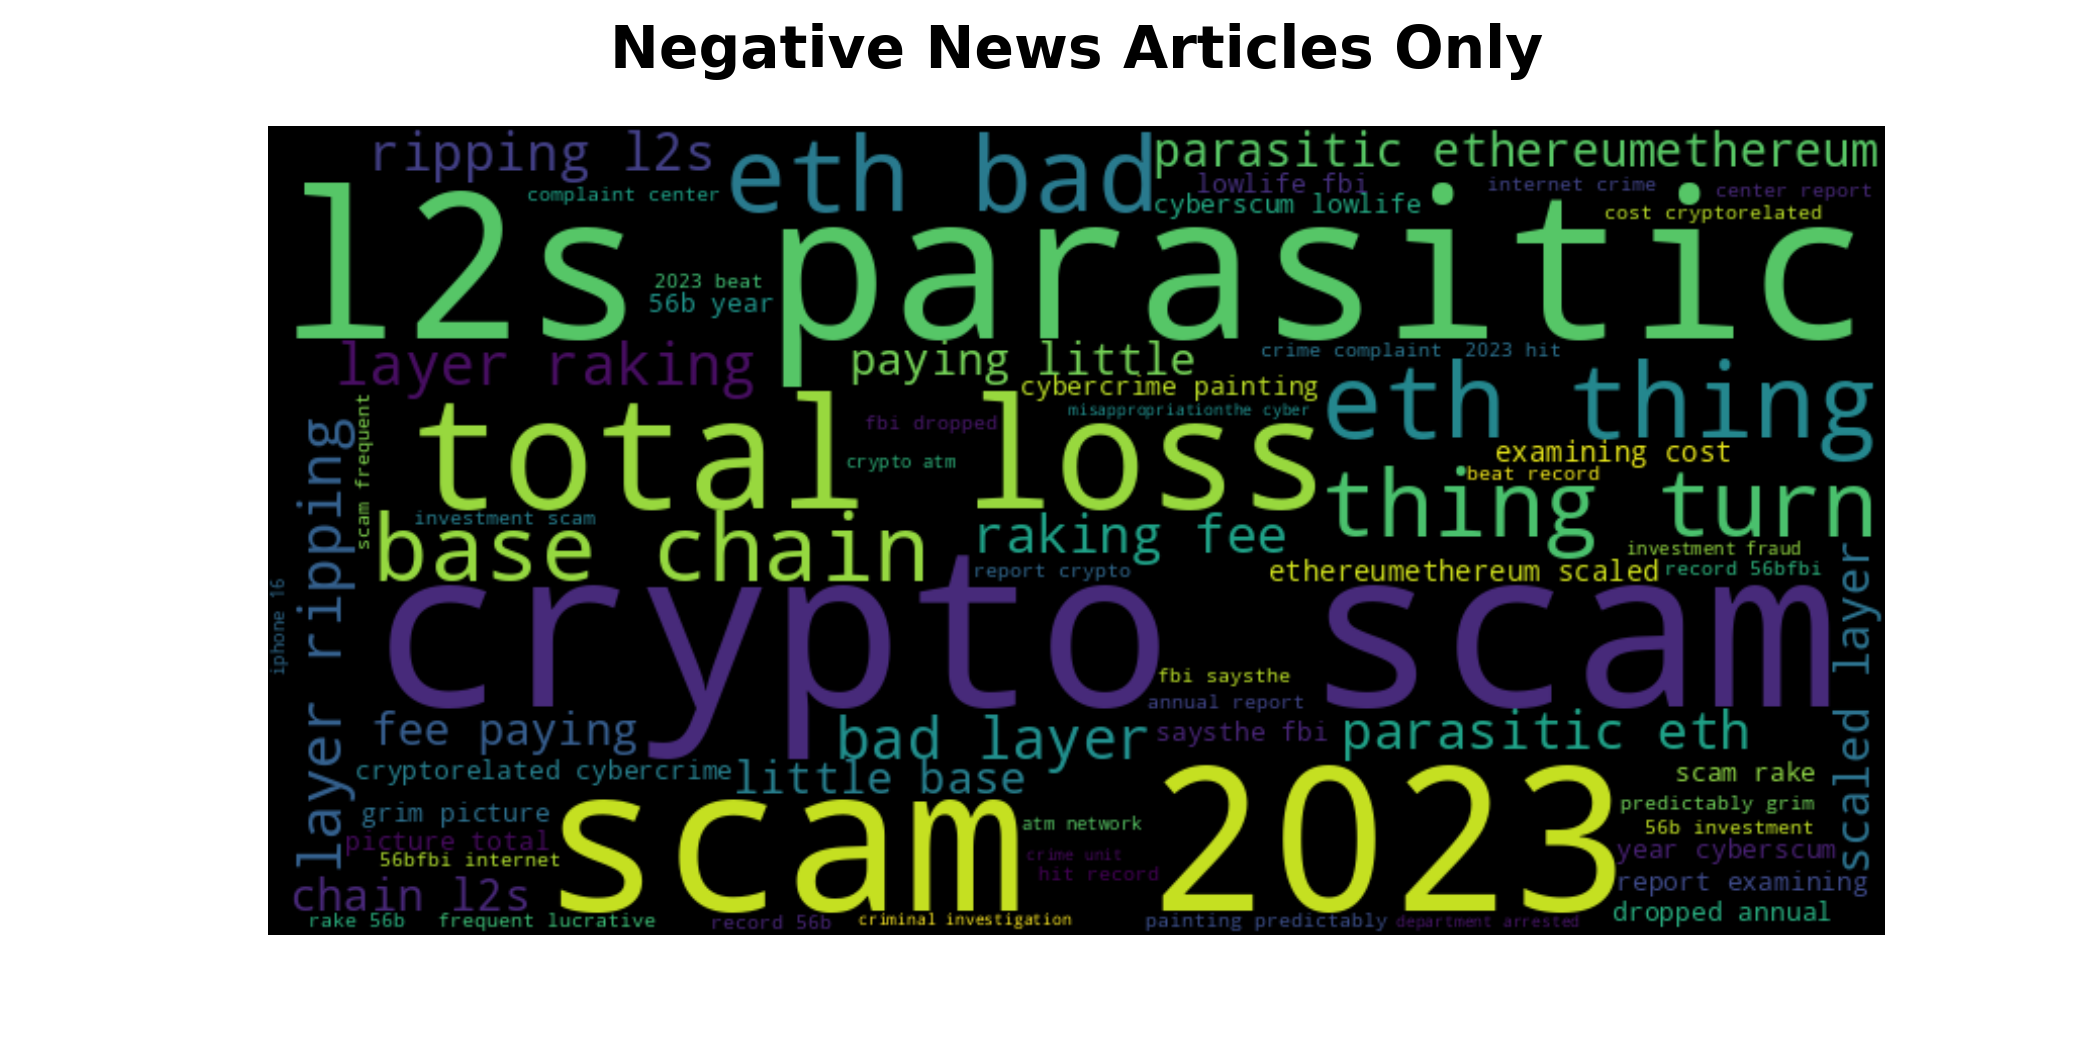 Negative News Articles Only
ripping l2s
eth bad
parasitic ethereumethereum
complaint center
lowlife fbi
internet crime
center report
cyberscum lowlife
cost cryptorelated
l2s parasitic
2023 beat
56b year
layer raking
paying little
crime complaint
2023 hit
cybercrime painting
eth thing
scam frequent
misappropriationthe cyber
fbi dropped
total loss
crypto atm
examining cost
beat record
thing turn
layer ripping
investment scam
base chain
raking fee
investment fraud
report crypto
ethereumethereum scaled
record 56bfbi
iphone 16
crypto scam
scaled layer
fbi saysthe
annual report
fee paying
bad layer
saysthe fbi
parasitic eth
cryptorelated cybercrime
little base
scam rake
grim picture
scam 2023
predictably grim
picture total
atm network
56b investment
56bfbi internet
crime unit
year cyberscum
hit record
chain l2s
report examining
rake 56b
frequent lucrative
record 56b
criminal investigation
painting predictably
department arrested
dropped annual